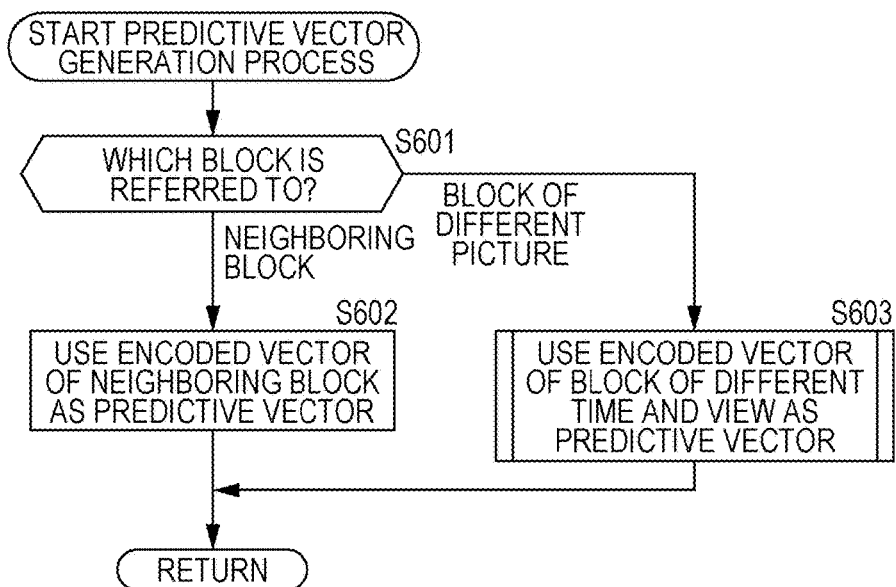 START PREDICTIVE VECTOR
GENERATION PROCESS
S601
WHICH BLOCK IS
REFERRED TO?
BLOCK OF
DIFFERENT
PICTURE
NEIGHBORING
BLOCK
S602
USE ENCODED VECTOR
OF NEIGHBORING BLOCK
AS PREDICTIVE VECTOR
S603
USE ENCODED VECTOR
OF BLOCK OF DIFFERENT
TIME AND VIEW AS
PREDICTIVE VECTOR
RETURN